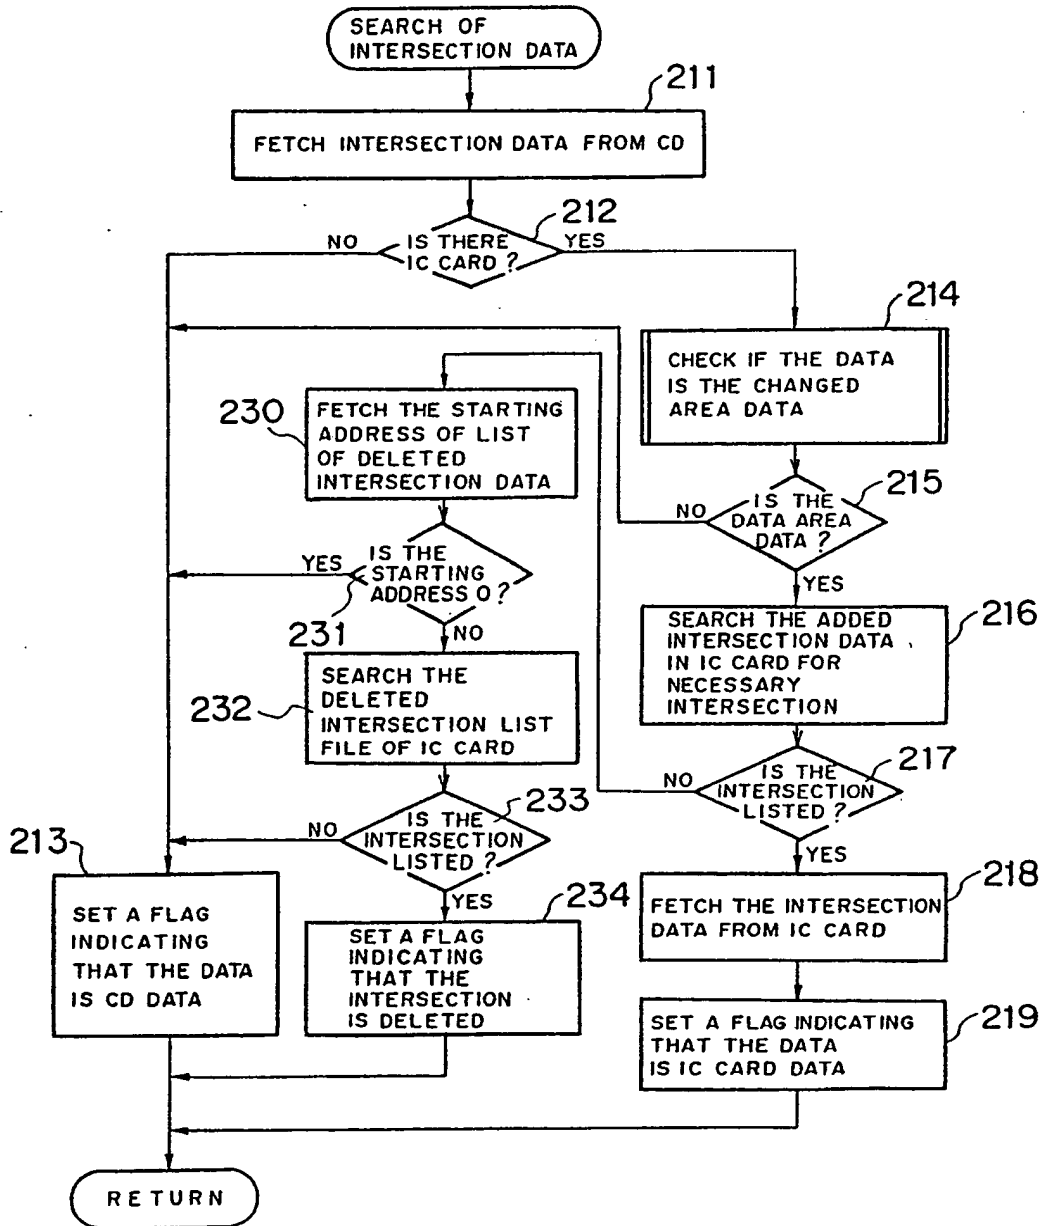 SEARCH OF
INTERSECTION DATA
211
FETCH INTERSECTION DATA FROM CD
212
NO
IS THERE
IC CARD?
YES
214
CHECK IF THE DATA
IS THE CHANGED
AREA DATA
230
FETCH THE STARTING
ADDRESS OF LIST
OF DELETED
INTERSECTION DATA
215
NO
IS THE
DATA AREA
DATA?
YES
YES
IS THE
STARTING
ADDRESS 0?
231
NO
216
SEARCH THE ADDED
INTERSECTION DATA
IN IC CARD FOR
NECESSARY
INTERSECTION
232
SEARCH THE
DELETED
INTERSECTION LIST
FILE OF IC CARD
217
NO
IS THE
INTERSECTION
LISTED?
YES
233
NO
IS THE
INTERSECTION
LISTED?
YES
213
SET A FLAG
INDICATING
THAT THE DATA
IS CD DATA
234
SET A FLAG
INDICATING
THAT THE
INTERSECTION
IS DELETED
218
FETCH THE INTERSECTION
DATA FROM IC CARD
219
SET A FLAG INDICATING
THAT THE DATA
IS IC CARD DATA
RETURN